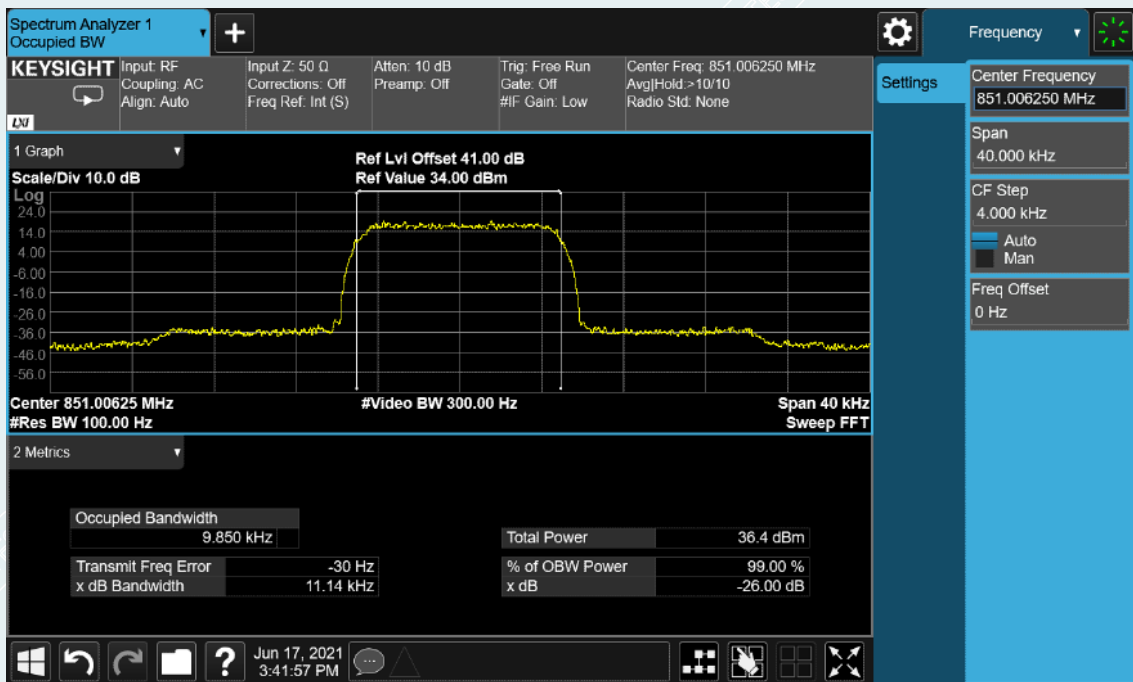 Spectrum Analyzer 1
Occupied BW
+
Frequency
KEYSIGHT
LXI
Input: RF
Coupling: AC
Align: Auto
Input Z: 50 Ω
Corrections: Off
Freq Ref: Int (S)
Atten: 10 dB
Preamp: Off
Trig: Free Run
Gate: Off
#IF Gain: Low
Center Freq: 851.006250 MHz
Avg|Hold:>10/10
Radio Std: None
Settings
Center Frequency
851.006250 MHz
Span
40.000 kHz
CF Step
4.000 kHz
Auto
Man
Freq Offset
0 Hz
1 Graph
Scale/Div 10.0 dB
Ref Lvl Offset 41.00 dB
Ref Value 34.00 dBm
Log
24.0
14.0
4.00
-6.00
-16.0
-26.0
-36.0
-46.0
-56.0
Center 851.00625 MHz
#Video BW 300.00 Hz
Span 40 kHz
#Res BW 100.00 Hz
Sweep FFT
2 Metrics
Occupied Bandwidth
9.850 kHz
Total Power 36.4 dBm
Transmit Freq Error -30 Hz
% of OBW Power 99.00 %
x dB Bandwidth 11.14 kHz
x dB -26.00 dB
?
Jun 17, 2021
3:41:57 PM